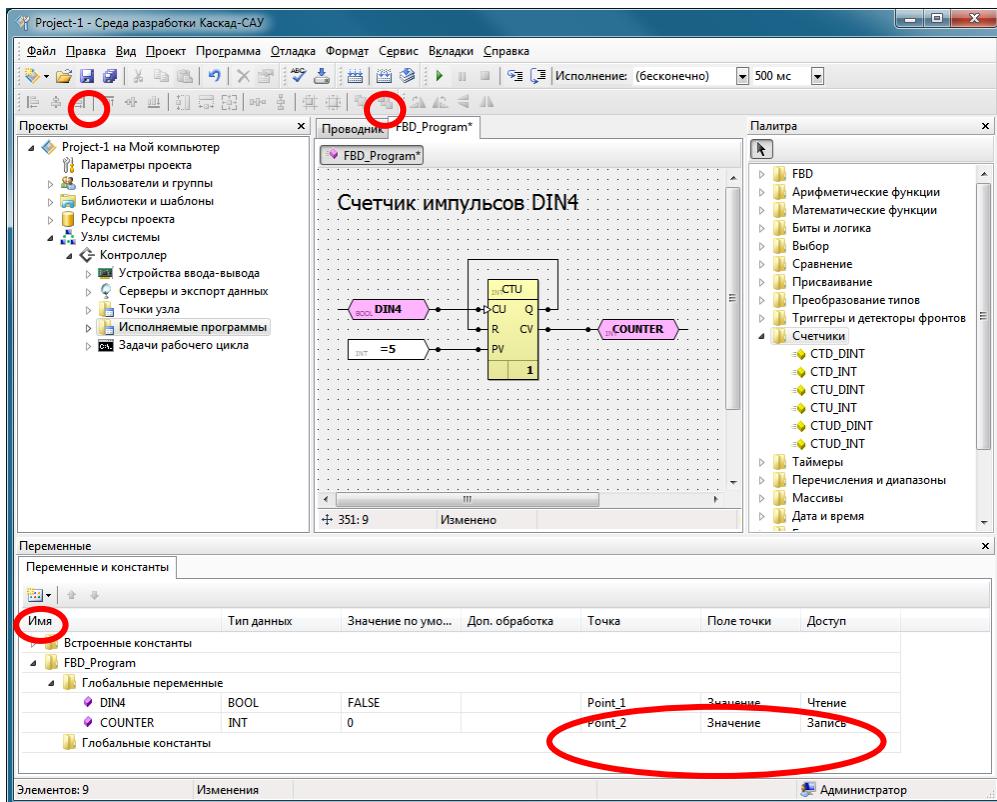 Project-1 - Среда разработки Каскад-САУ
Файл Правка Вид Проект Программа Отладка Формат Сервис Вкладки Справка
Исполнение: (бесконечно) 500 мс
Проекты
Project-1 на Мой компьютер
Параметры проекта
Пользователи и группы
Библиотеки и шаблоны
Ресурсы проекта
Узлы системы
Контроллер
Устройства ввода-вывода
Серверы и экспорт данных
Точки узла
Исполняемые программы
Задачи рабочего цикла
Проводник FBD_Program*
FBD_Program*
Счетчик импульсов DIN4
INT CTU
BOOL DIN4
CU Q
R CV
INT COUNTER
INT =5
PV
1
351: 9 Изменено
Палитра
FBD
Арифметические функции
Математические функции
Биты и логика
Выбор
Сравнение
Присваивание
Преобразование типов
Триггеры и детекторы фронтов
Счетчики
CTD_DINT
CTD_INT
CTU_DINT
CTU_INT
CTUD_DINT
CTUD_INT
Таймеры
Перечисления и диапазоны
Массивы
Дата и время
Переменные
Переменные и константы
Имя Тип данных Значение по умо... Доп. обработка Точка Поле точки Доступ
Встроенные константы
FBD_Program
Глобальные переменные
DIN4 BOOL FALSE Point_1 Значение Чтение
COUNTER INT 0 Point_2 Значение Запись
Глобальные константы
Элементов: 9 Изменения Администратор